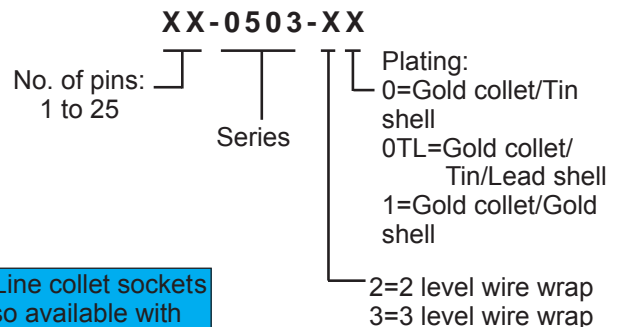 XX-0503-XX
No. of pins:
1 to 25
Series
Plating:
0=Gold collet/Tin
shell
0TL=Gold collet/
Tin/Lead shell
1=Gold collet/Gold
shell
2=2 level wire wrap
3=3 level wire wrap
Line collet sockets
so available with